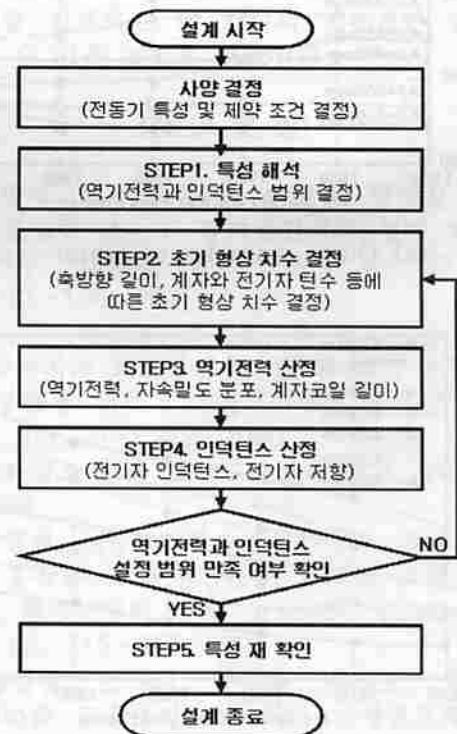 설계 시작
사양 결정
(전동기 특성 및 제약 조건 결정)
STEP1. 특성 해석
(역기전력과 인덕턴스 범위 결정)
STEP2. 초기 형상 치수 결정
(축방향 길이, 계자와 전기자 턴수 등에
따른 초기 형상 치수 결정)
STEP3. 역기전력 산정
(역기전력, 자속밀도 분포, 계자코일 길이)
STEP4. 인덕턴스 산정
(전기자 인덕턴스, 전기자 저항)
역기전력과 인덕턴스
설정 범위 만족 여부 확인
NO
YES
STEP5. 특성 재 확인
설계 종료